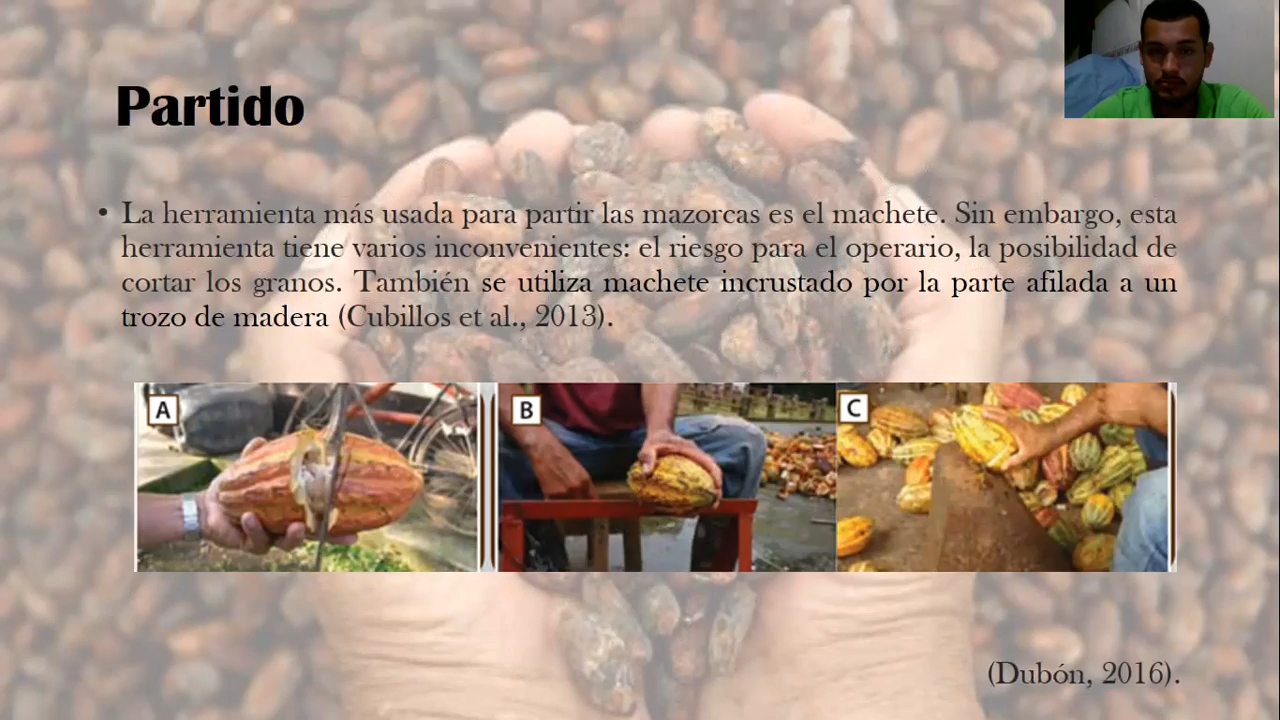 Partido
• La herramienta más usada para partir las mazorcas es el machete. Sin embargo, esta
herramienta tiene varios inconvenientes: el riesgo para el operario, la posibilidad de
cortar los granos. También se utiliza machete incrustado por la parte afilada a un
trozo de madera (Cubillos et al., 2013).
A
B
C
(Dubón, 2016).